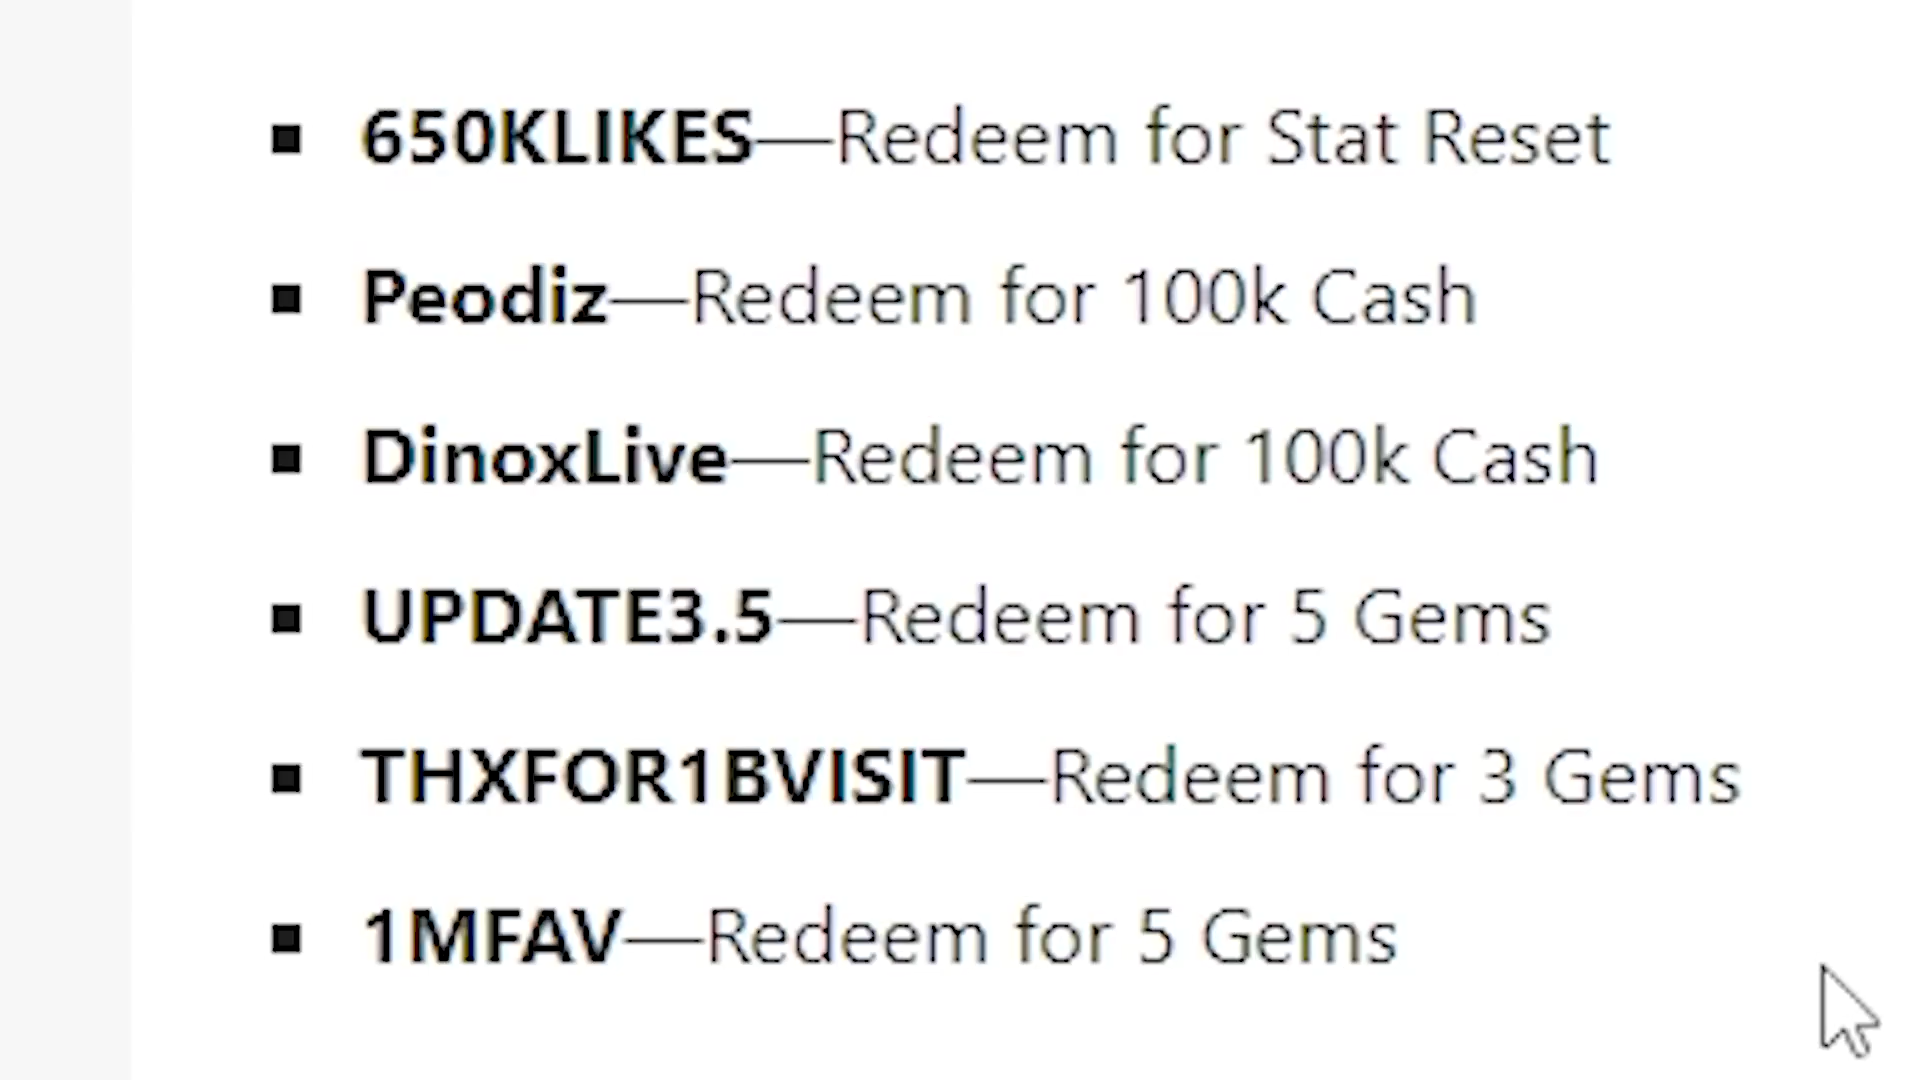 650KLIKES—Redeem for Stat Reset
Peodiz—Redeem for 100k Cash
DinoxLive—Redeem for 100k Cash
UPDATE3.5—Redeem for 5 Gems
THXFOR1BVISIT—Redeem for 3 Gems
1MFAV—Redeem for 5 Gems